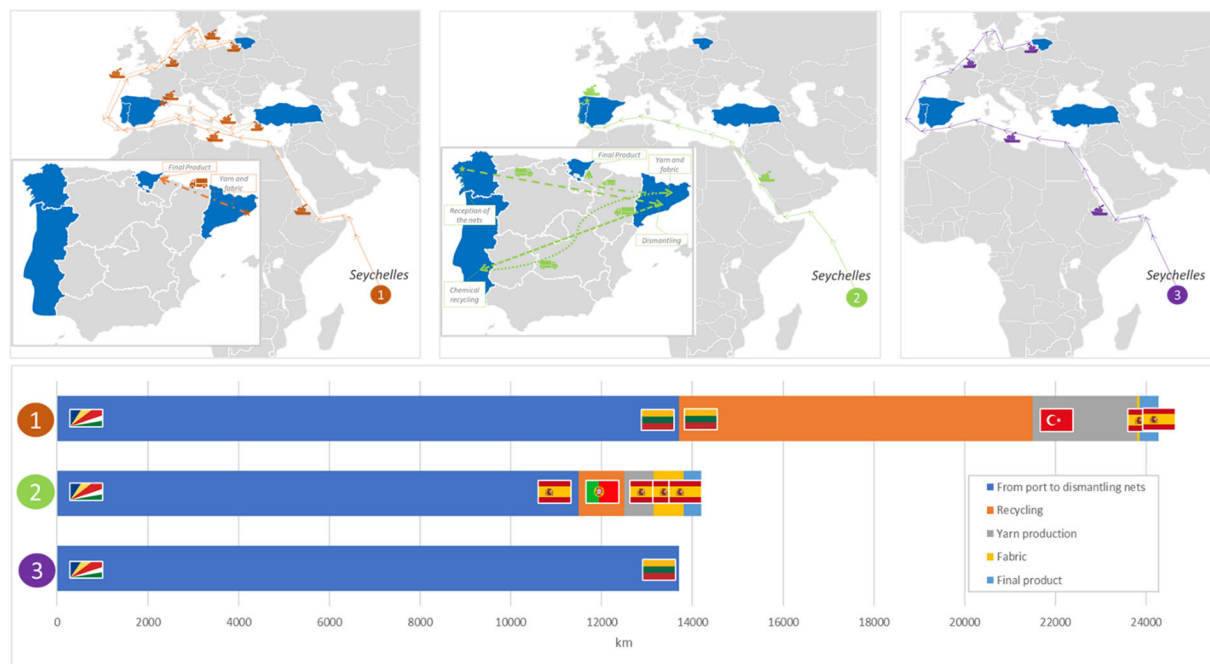 Final Product
Yarn and
fabric
Seychelles
1
Final Product
Yarn and
fabric
Reception of
the nets
Dismantling
Chemical
recycling
Seychelles
2
Seychelles
3
1
2
3
From port to dismantling nets
Recycling
Yarn production
Fabric
Final product
0
2000
4000
6000
8000
10000
12000
14000
16000
18000
20000
22000
24000
km